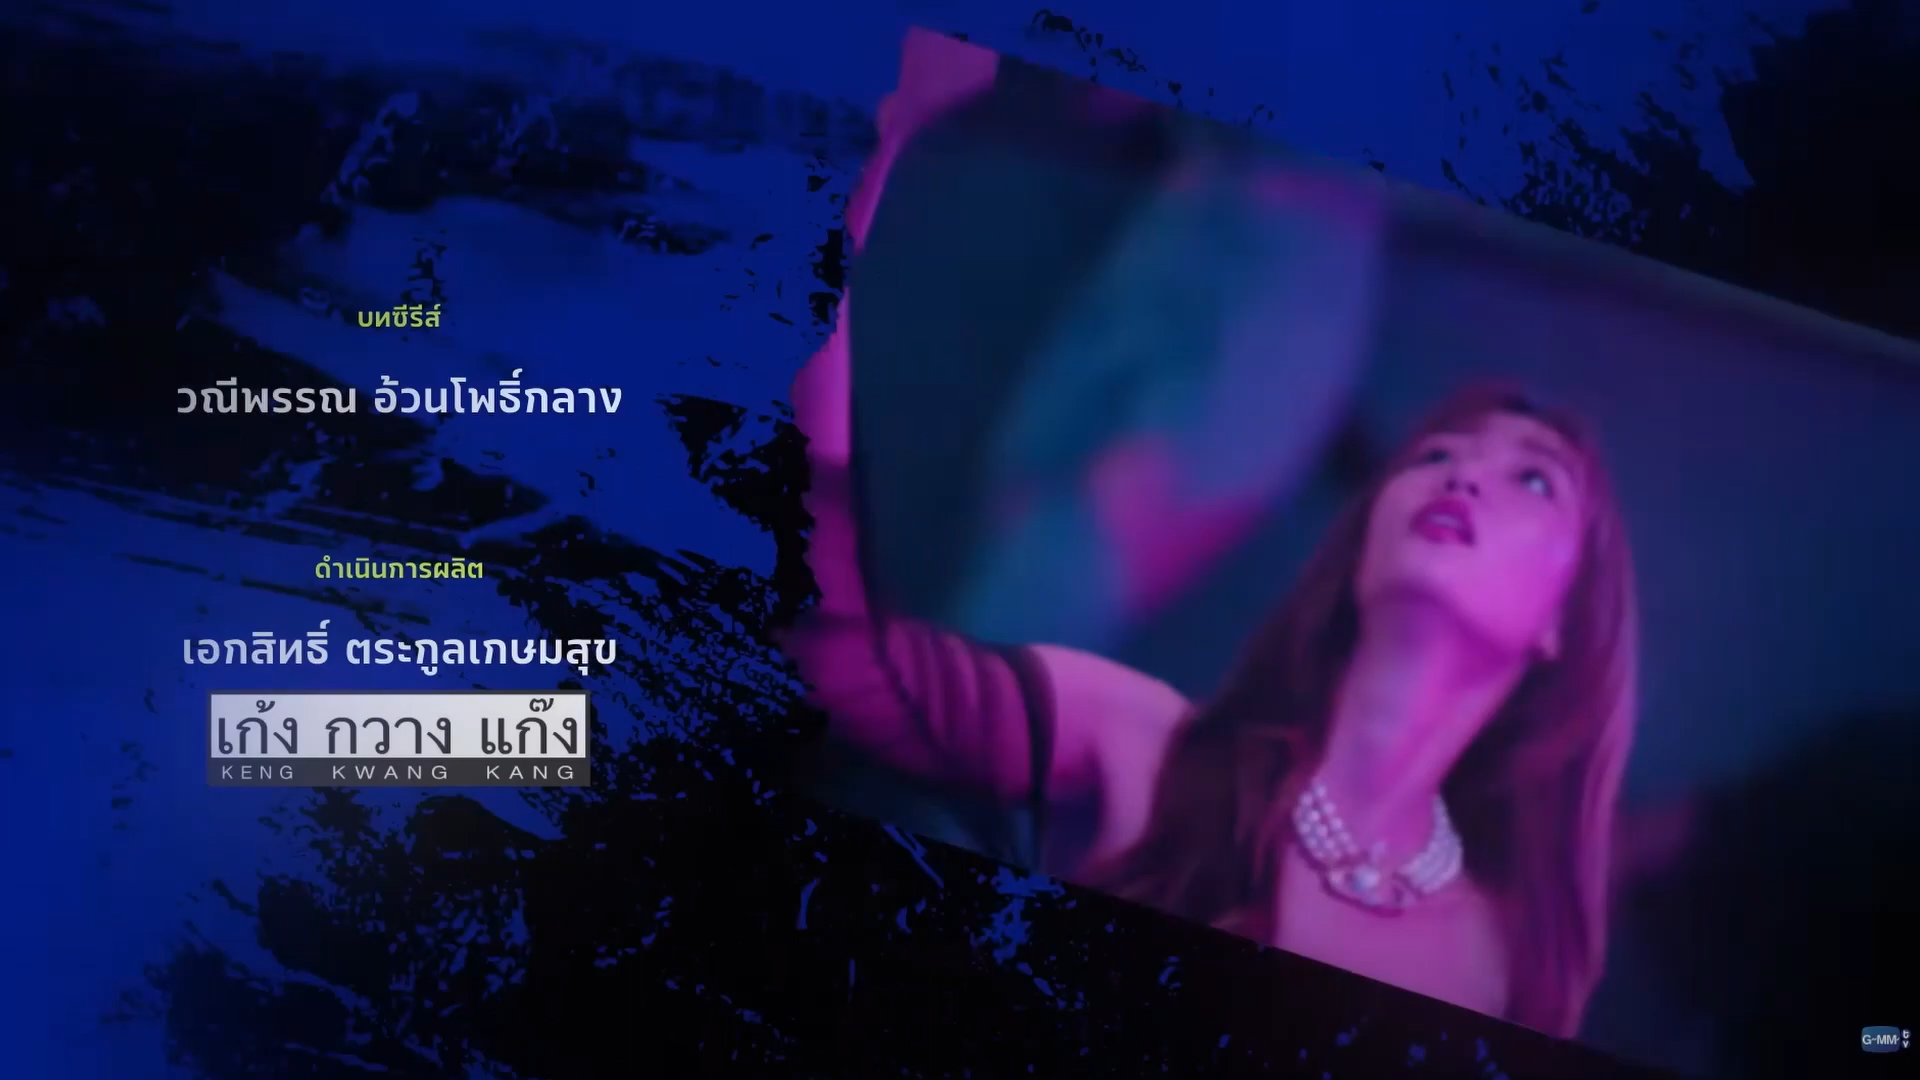 บทซีรีส์
วณีพรรณ อ้วนโพธิ์กลาง
ดำเนินการผลิต
เอกสิทธิ์ ตระกูลเกษมสุข
เก้ง กวาง แก๊ง
KENG KWANG KANG
G-MM tv